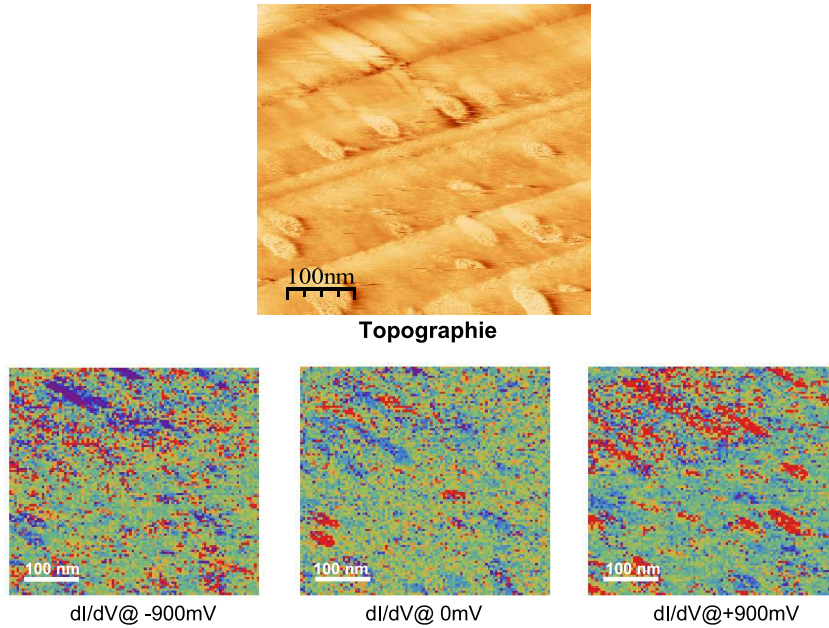 100nm
Topographie
100 nm
100 nm
100 nm
dI/dV@ -900mV
dI/dV@ 0mV
dI/dV@+900mV